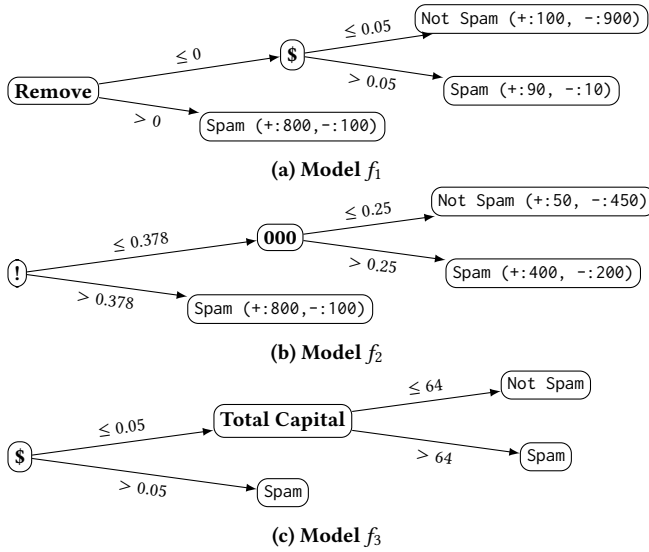 Not Spam (+:100, -:900)
≤ 0.05
≤ 0
$
> 0.05
Remove
Spam (+:90, -:10)
> 0
Spam (+:800,-:100)
(a) Model f₁
Not Spam (+:50, -:450)
≤ 0.25
≤ 0.378
000
> 0.25
!
Spam (+:400, -:200)
> 0.378
Spam (+:800,-:100)
(b) Model f₂
≤ 64
Not Spam
≤ 0.05
Total Capital
> 64
$
Spam
> 0.05
Spam
(c) Model f₃